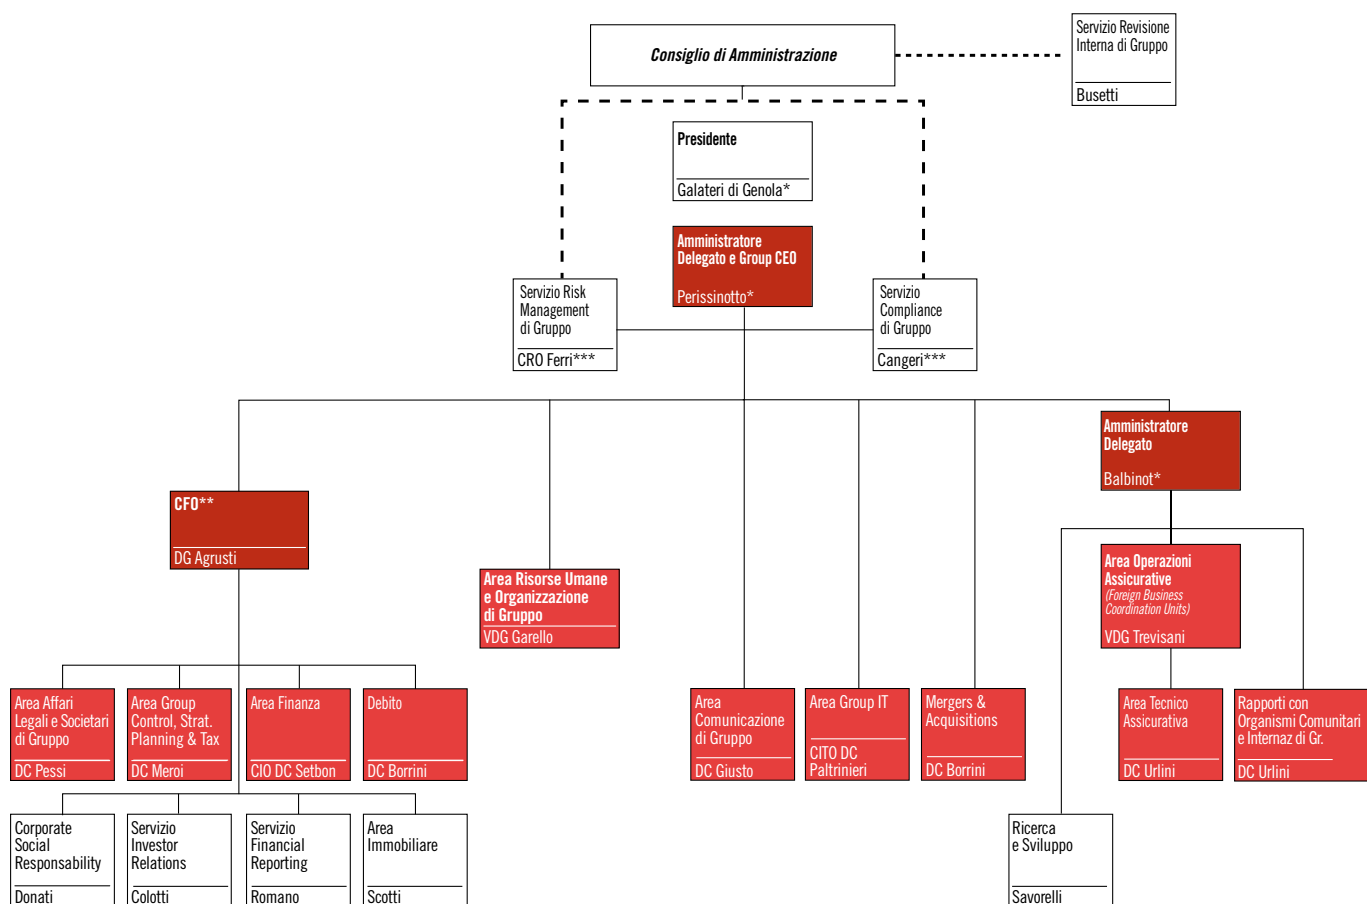 Consiglio di Amministrazione
Servizio Revisione
Interna di Gruppo
Busetti
Presidente
Galateri di Genola*
Amministratore
Delegato e Group CEO
Perissinotto*
Servizio Risk
Management
di Gruppo
CRO Ferri***
Servizio
Compliance
di Gruppo
Cangeri***
Amministratore
Delegato
Balbinot*
CFO**
DG Agrusti
Area Risorse Umane
e Organizzazione
di Gruppo
VDG Garello
Area Operazioni
Assicurative
(Foreign Business
Coordination Units)
VDG Trevisani
Area Affari
Legali e Societari
di Gruppo
DC Pessi
Area Group
Control, Strat.
Planning & Tax
DC Meroi
Area Finanza
CIO DC Setbon
Debito
DC Borrini
Area
Comunicazione
di Gruppo
DC Giusto
Area Group IT
CITO DC
Paltrinieri
Mergers &
Acquisitions
DC Borrini
Area Tecnico
Assicurativa
DC Urlini
Rapporti con
Organismi Comunitari
e Internaz di Gr.
DC Urlini
Corporate
Social
Responsability
Donati
Servizio
Investor
Relations
Colotti
Servizio
Financial
Reporting
Romano
Area
Immobiliare
Scotti
Ricerca
e Sviluppo
Savorelli